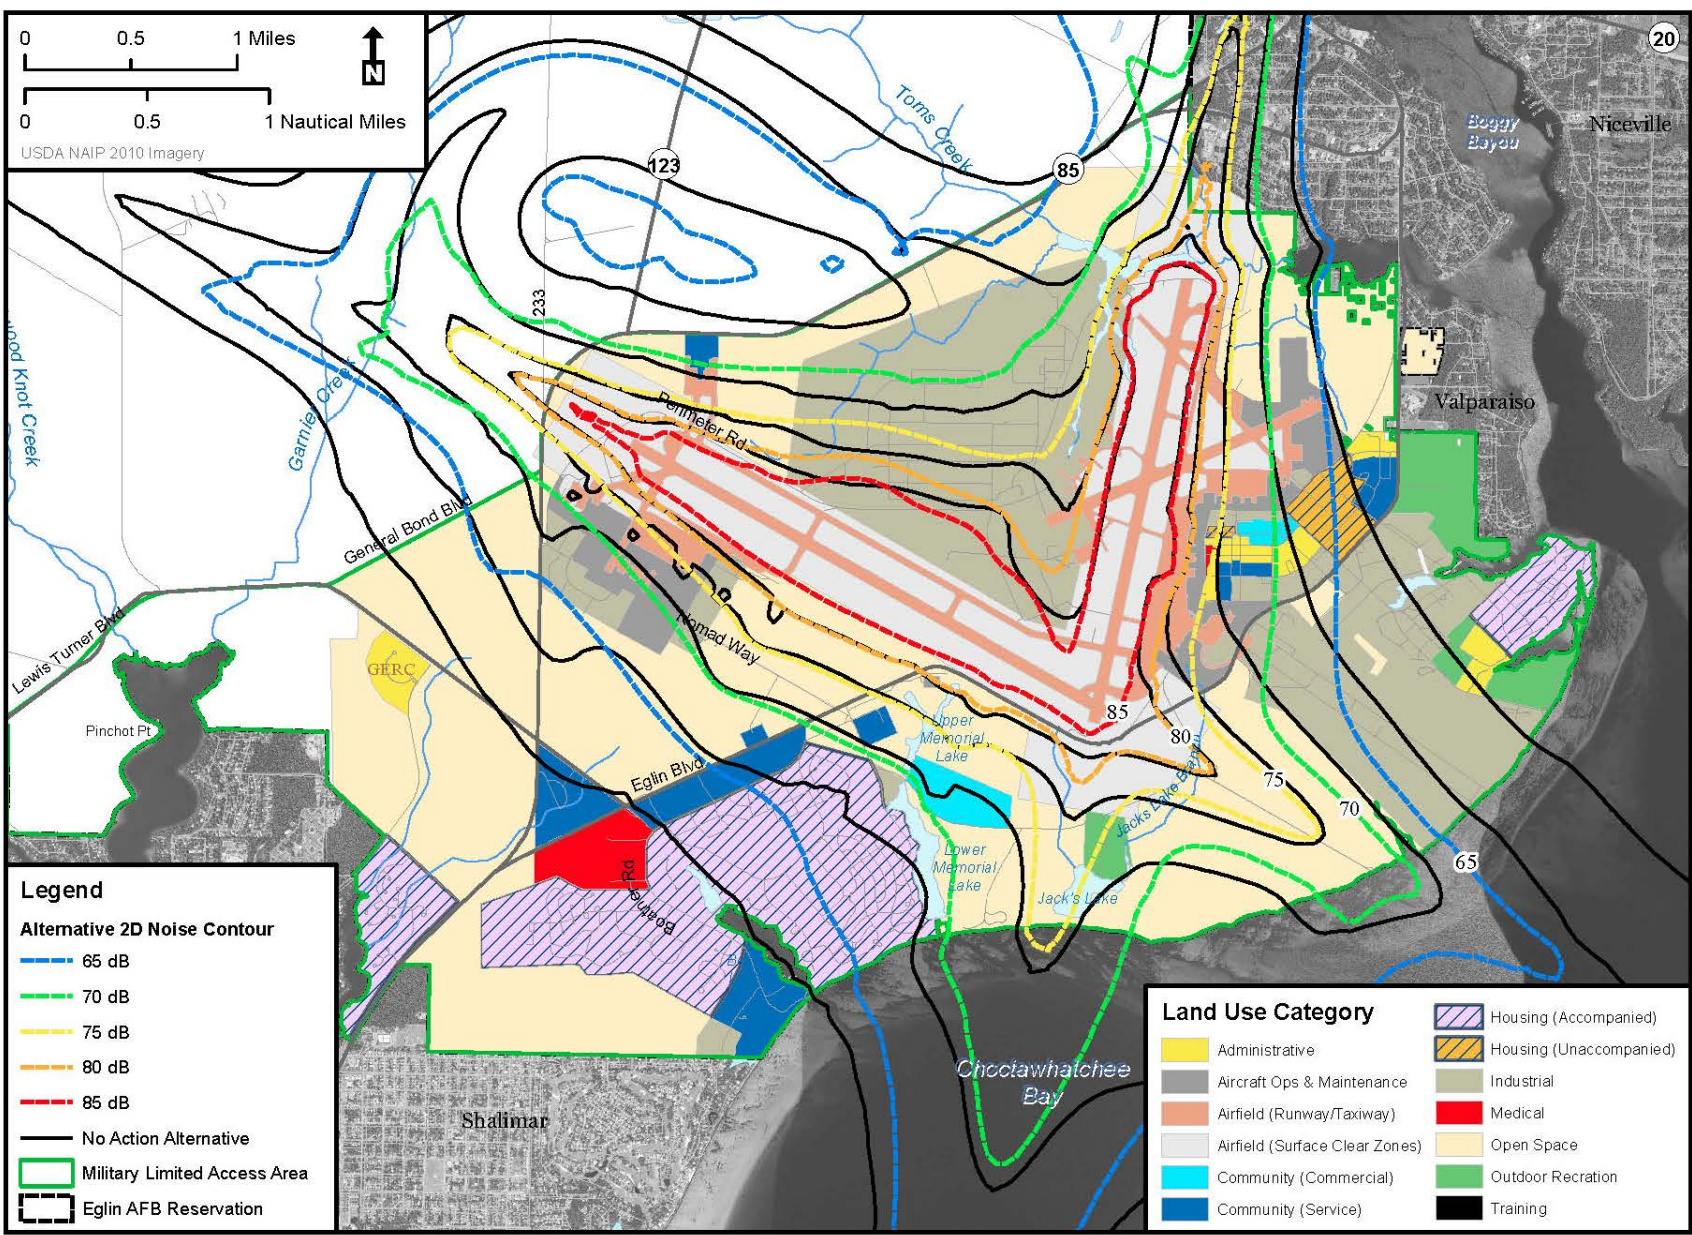 0 0.5 1 Miles
0 0.5 1 Nautical Miles
N
USDA NAIP 2010 Imagery
20
Niceville
Boggy
Bayou
Toms Creek
123
85
233
Garnier Creek
Knot Creek
Perimeter Rd
Valparaiso
General Bond Blvd
Lewis Turner Blvd
Nomad Way
GERC
Pinchot Pt
Upper
Memorial
Lake
85
80
75
70
65
Eglin Blvd
Jacks Lake Bayou
Lower
Memorial
Lake
Jack's Lake
Boatner Rd
Choctawhatchee
Bay
Shalimar
Legend
Alternative 2D Noise Contour
65 dB
70 dB
75 dB
80 dB
85 dB
No Action Alternative
Military Limited Access Area
Eglin AFB Reservation
Land Use Category
Administrative
Aircraft Ops & Maintenance
Airfield (Runway/Taxiway)
Airfield (Surface Clear Zones)
Community (Commercial)
Community (Service)
Housing (Accompanied)
Housing (Unaccompanied)
Industrial
Medical
Open Space
Outdoor Recration
Training